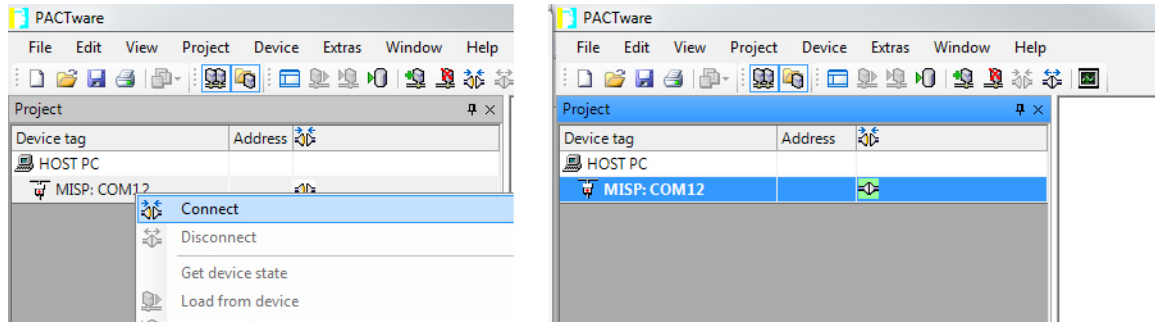 PACTware
File Edit View Project Device Extras Window Help
Project
Device tag Address
HOST PC
MISP: COM12
Connect
Disconnect
Get device state
Load from device
PACTware
File Edit View Project Device Extras Window Help
Project
Device tag Address
HOST PC
MISP: COM12